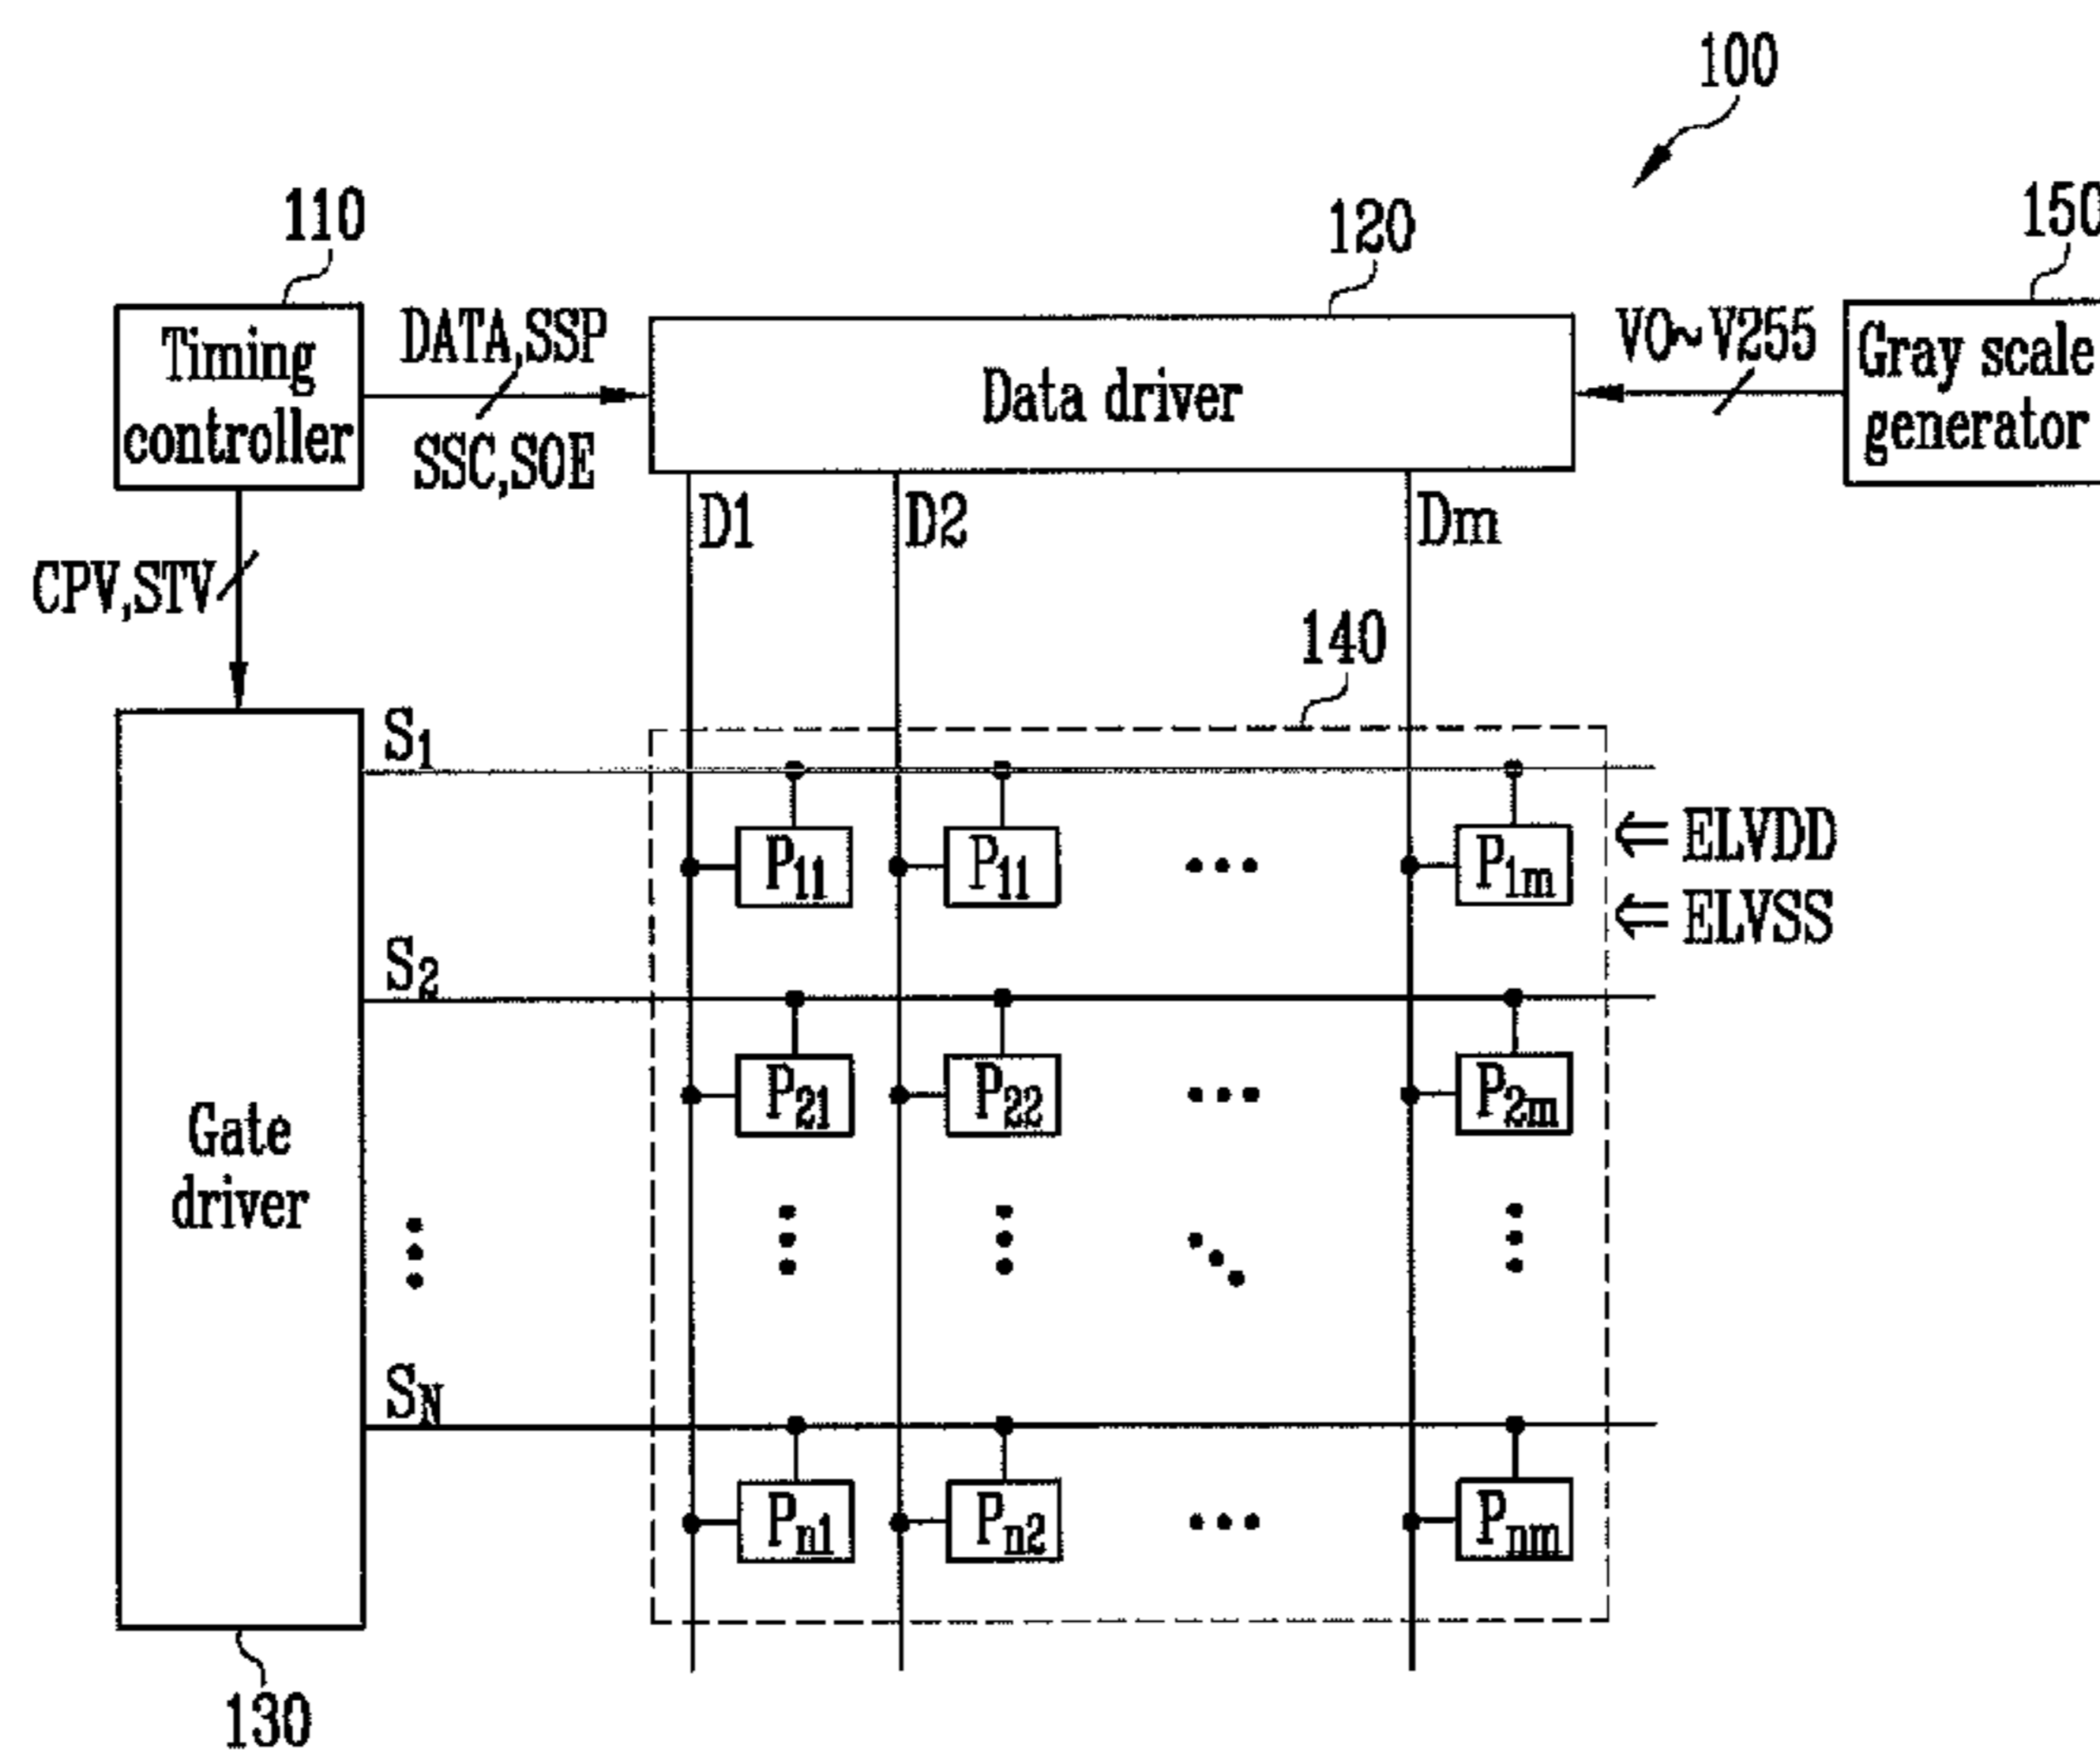 100
110
120
150
Timing
controller
DATA,SSP
SSC,SOE
Data driver
V0~V255
Gray scale
generator
D1
D2
Dm
CPV,STV
140
S1
P11
P11
P1m
ELVDD
ELVSS
S2
P21
P22
P2m
Gate
driver
SN
Pn1
Pn2
Pnm
130